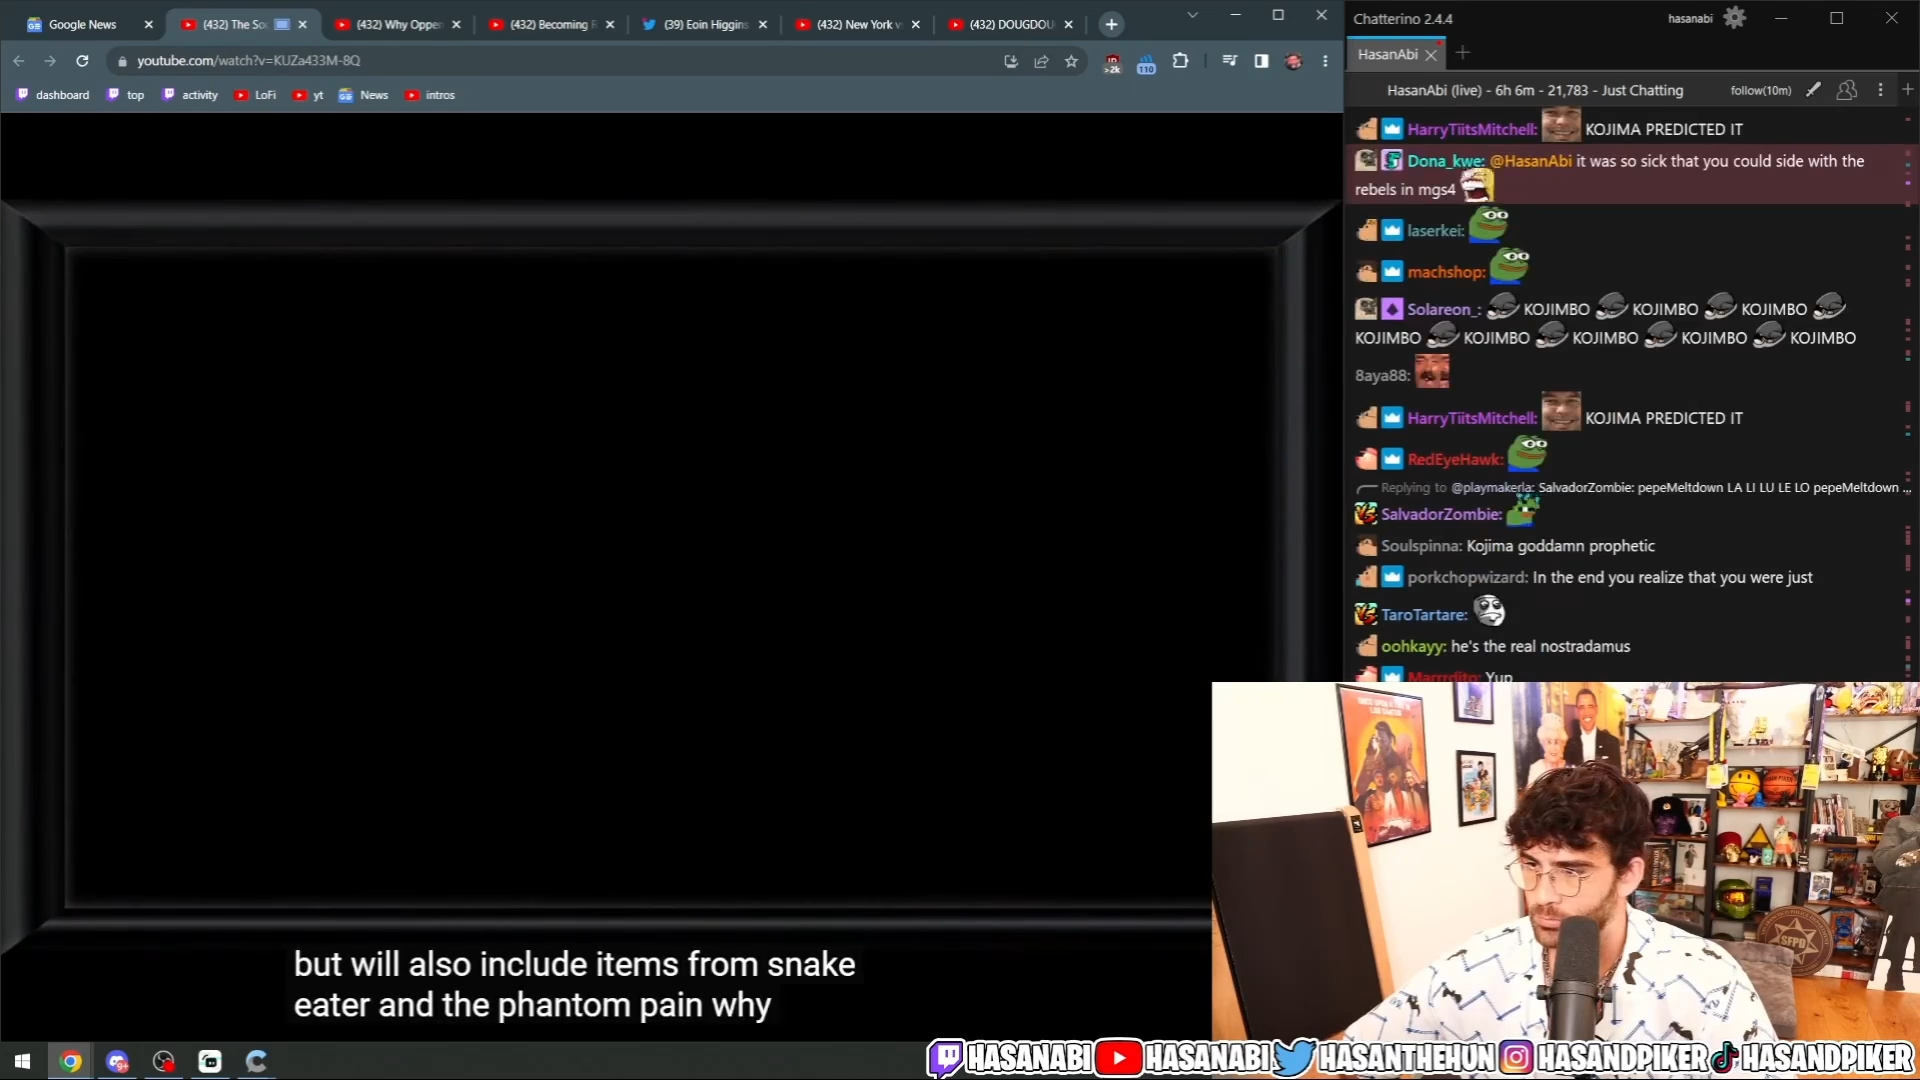 Google News
(432) The So
(432) Why Oppen
(432) Becoming
(39) Eoin Higgins
(432) New York v
(432) DOUGDOU
youtube.com/watch?v=KUZa433M-8Q
>2k
110
dashboard
top
activity
LoFi
yt
News
intros
but will also include items from snake
eater and the phantom pain why
Chatterino 2.4.4
hasanabi
HasanAbi
HasanAbi (live) - 6h 6m - 21,783 - Just Chatting
follow(10m)
HarryTiitsMitchell: KOJIMA PREDICTED IT
Dona_kwe: @HasanAbi it was so sick that you could side with the
rebels in mgs4
laserkei:
machshop:
Solareon_: KOJIMBO KOJIMBO KOJIMBO
KOJIMBO KOJIMBO KOJIMBO KOJIMBO KOJIMBO
8aya88:
HarryTiitsMitchell: KOJIMA PREDICTED IT
RedEyeHawk:
Replying to @playmakerla: SalvadorZombie: pepeMeltdown LA LI LU LE LO pepeMeltdown ...
SalvadorZombie:
Soulspinna: Kojima goddamn prophetic
porkchopwizard: In the end you realize that you were just
TaroTartare:
oohkayy: he's the real nostradamus
Marrrdito: Yup
SFPD
HASANABI HASANABI HASANTHEHUN HASANDPIKER HASANDPIKER